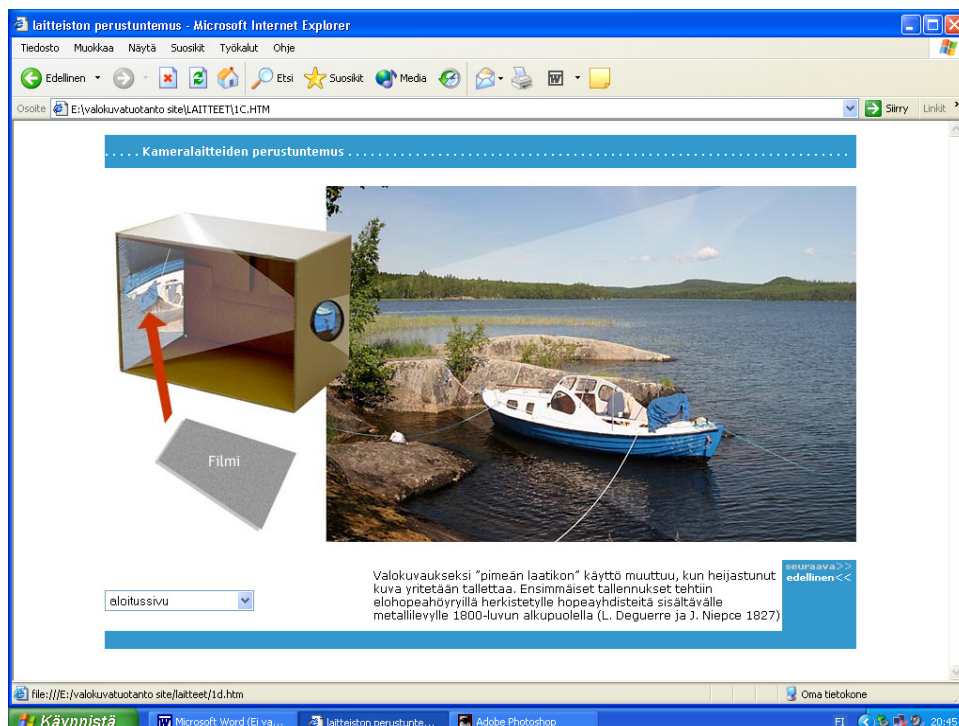 laitteiston perustuntemus - Microsoft Internet Explorer
Tiedosto Muokkaa Näytä Suosikit Työkalut Ohje
Edellinen Etsi Suosikit Media
Osoite E:\valokuvatuotanto site\LAITTEET\1C.HTM Siirry Linkit »
. . . . . Kameralaitteiden perustuntemus . . . . . . . . . . . . . . . . . . . . . . . . . . . . . . . . . . . . . . . . . . . . . . . . . . . . . . . . . . . . . . . .
Filmi
seuraava>>
edellinen<<
Valokuvaukseksi "pimeän laatikon" käyttö muuttuu, kun heijastunut
kuva yritetään tallettaa. Ensimmäiset tallennukset tehtiin
elohopeahöyryillä herkistetylle hopeayhdisteitä sisältävälle
metallilevylle 1800-luvun alkupuolella (L. Deguerre ja J. Niepce 1827)
aloitussivu
file:///E:/valokuvatuotanto site/laitteet/1d.htm Oma tietokone
Käynnistä Microsoft Word (Ei va... laitteiston perustunte... Adobe Photoshop FI 20:45